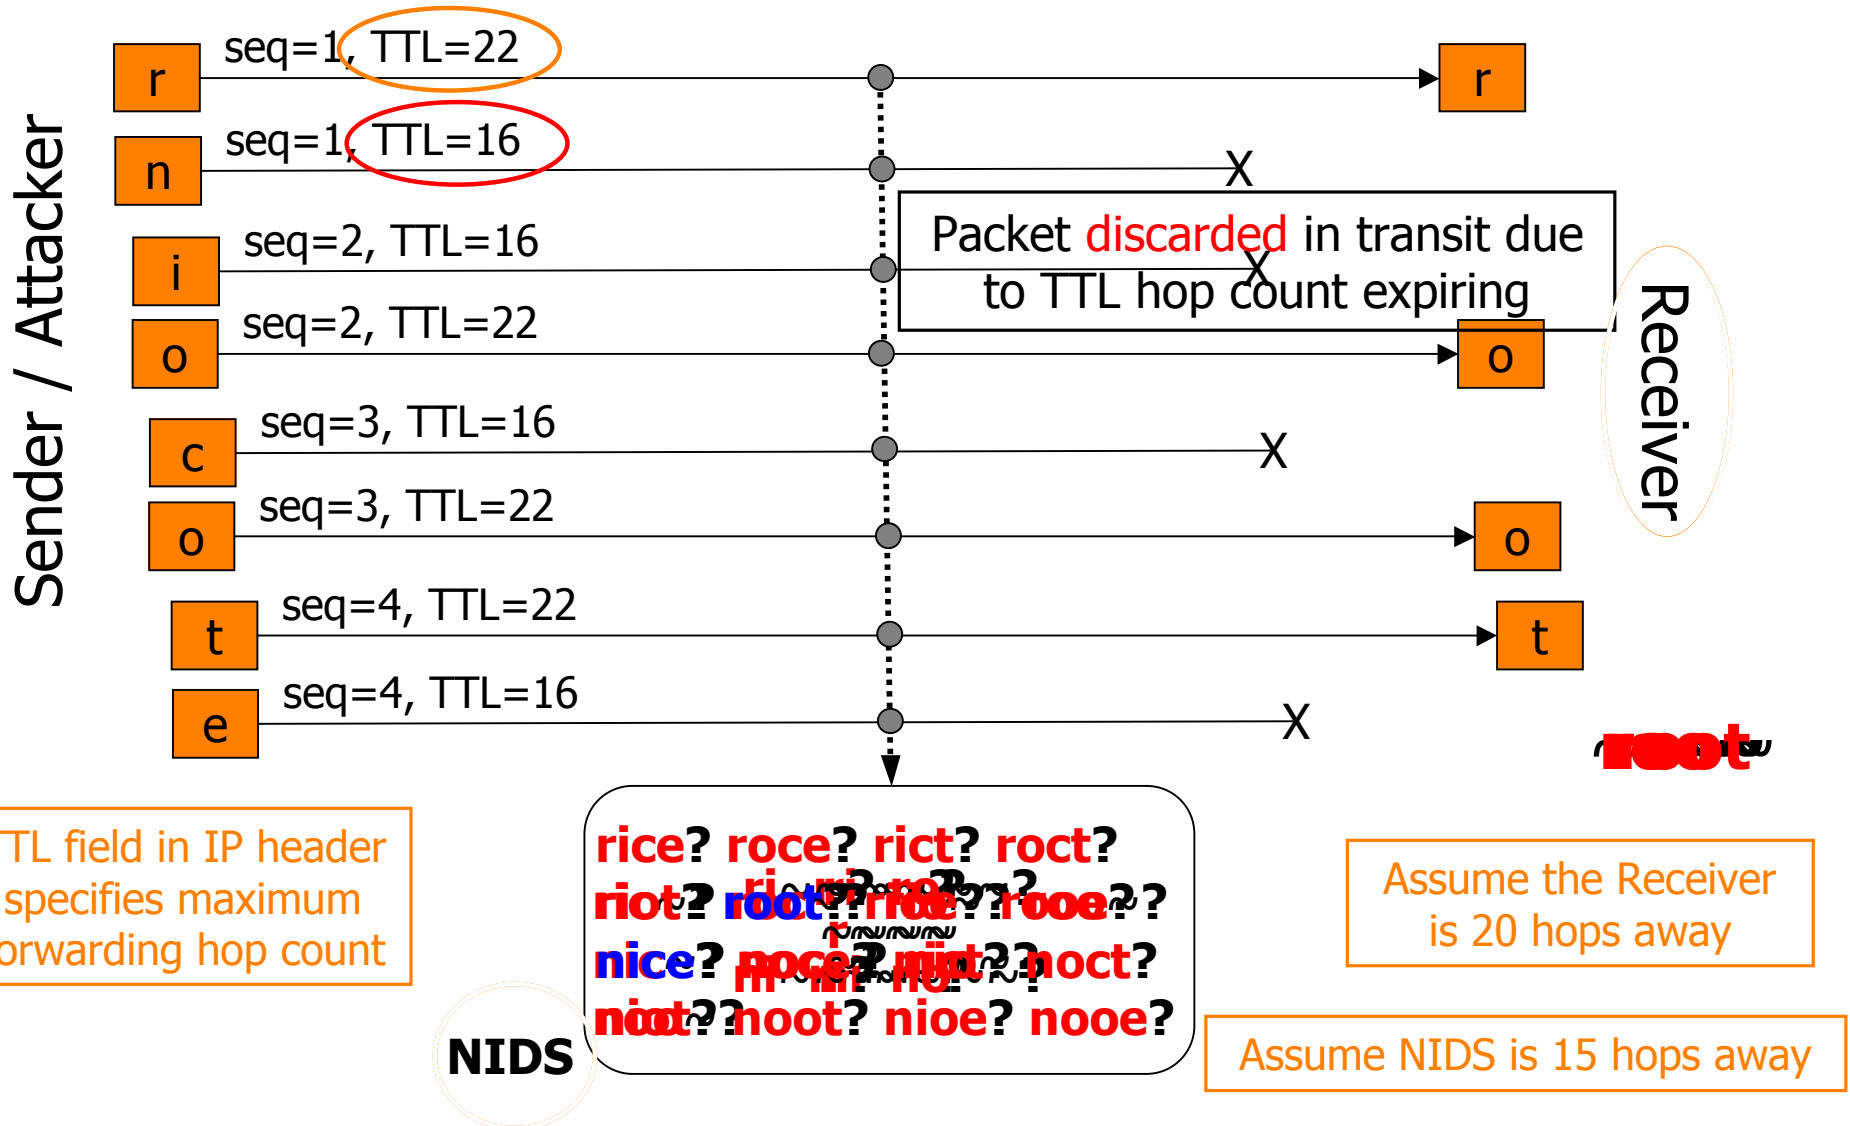 Sender / Attacker
r
seq=1, TTL=22
r
n
seq=1, TTL=16
X
i
seq=2, TTL=16
X
Packet discarded in transit due
to TTL hop count expiring
o
seq=2, TTL=22
o
Receiver
c
seq=3, TTL=16
X
o
seq=3, TTL=22
o
t
seq=4, TTL=22
t
e
seq=4, TTL=16
X
root
TL field in IP header
specifies maximum
orwarding hop count
rice? roce? rict? roct?
riot? root?
nice? noct?
noot? nioe? nooe?
NIDS
Assume the Receiver
is 20 hops away
Assume NIDS is 15 hops away